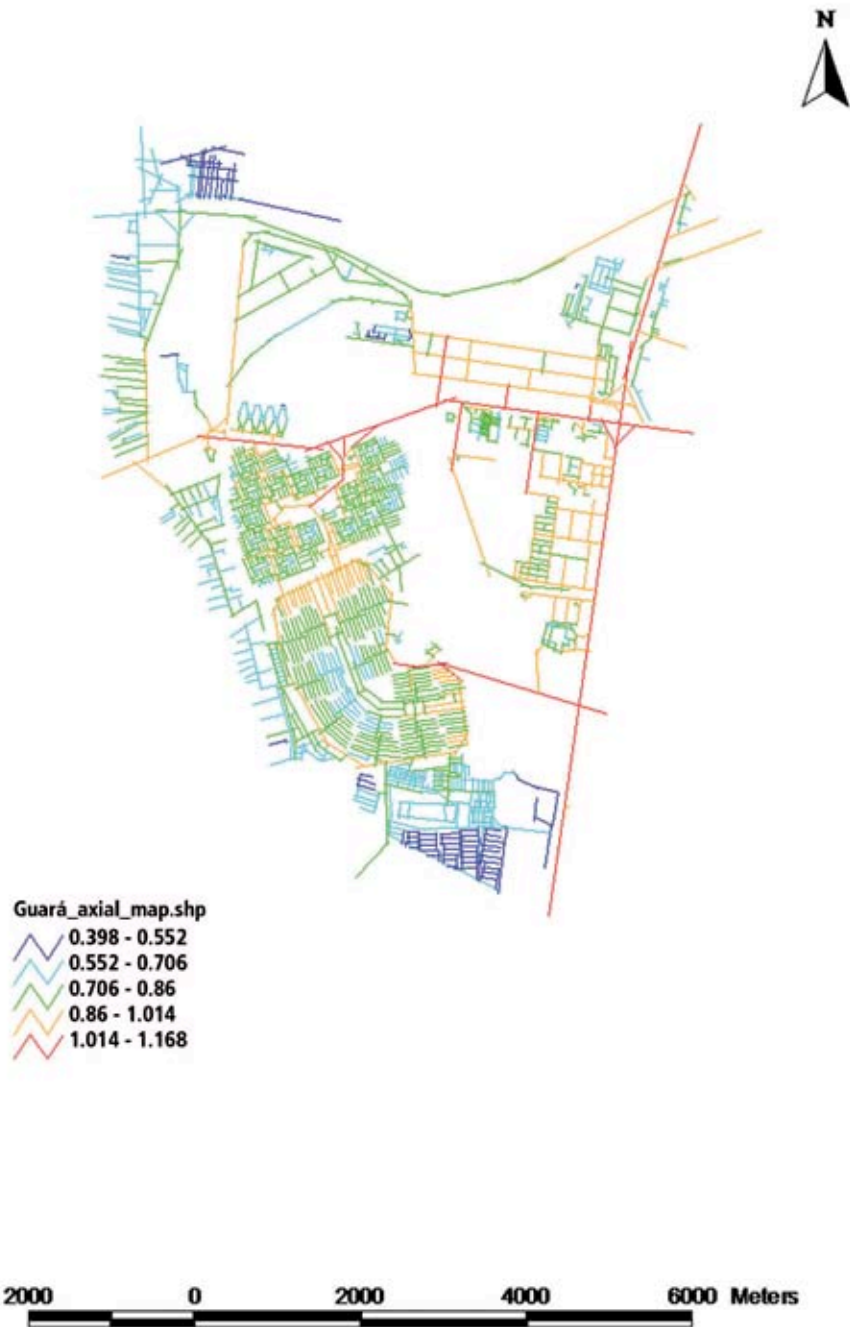 N
Guará_axial_map.shp
0.398 - 0.552
0.552 - 0.706
0.706 - 0.86
0.86 - 1.014
1.014 - 1.168
2000 0 2000 4000 6000 Meters